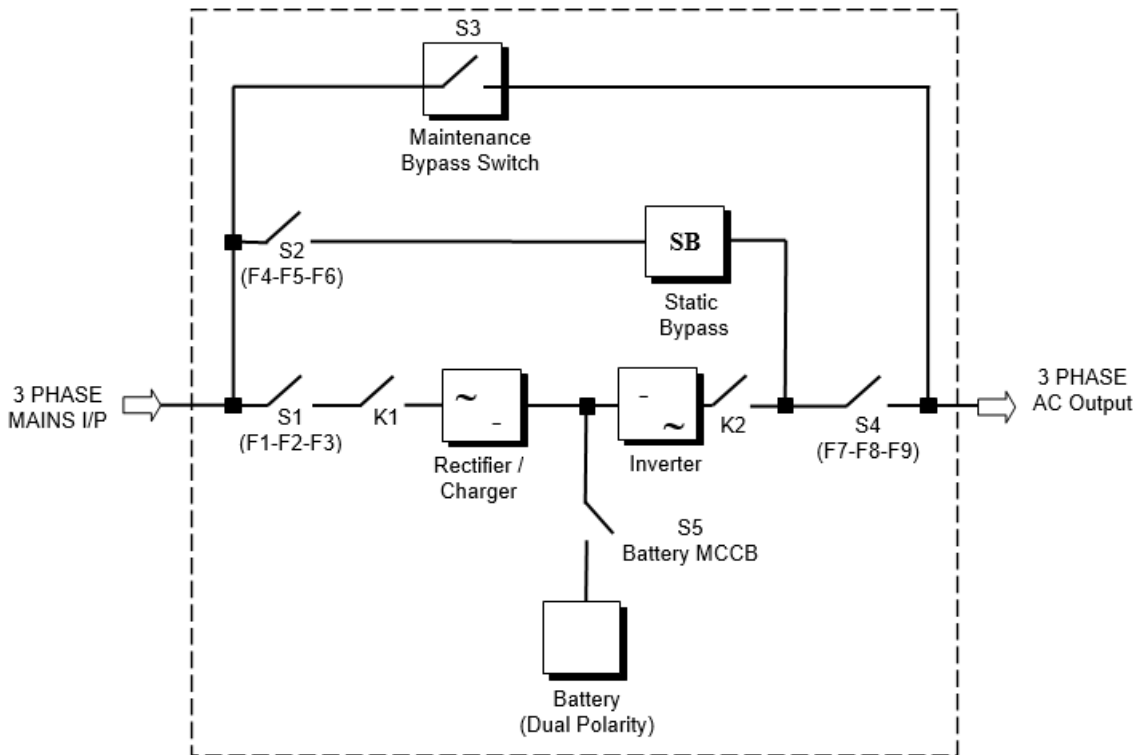 S3
Maintenance
Bypass Switch
S2
(F4-F5-F6)
SB
Static
Bypass
3 PHASE
MAINS I/P
S1
(F1-F2-F3)
K1
~
-
Rectifier /
Charger
-
~
Inverter
K2
S4
(F7-F8-F9)
3 PHASE
AC Output
S5
Battery MCCB
Battery
(Dual Polarity)